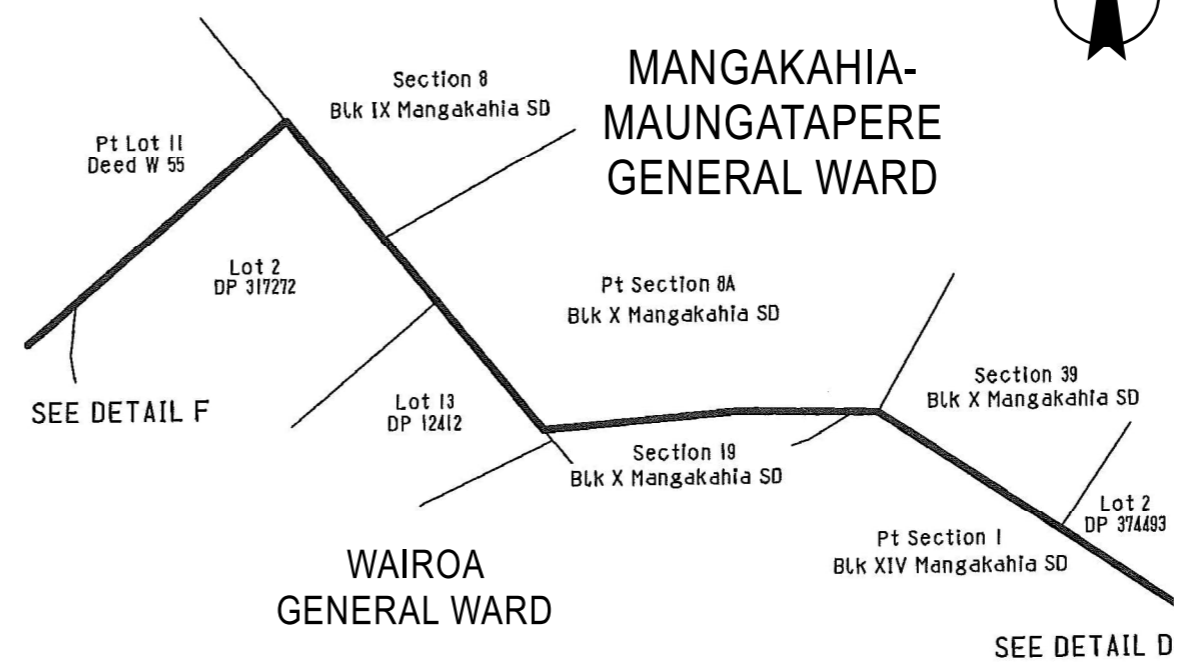 Section 8
Blk IX Mangakahia SD
MANGAKAHIA-
MAUNGATAPERE
GENERAL WARD
Pt Lot 11
Deed W 55
Lot 2
DP 317272
Pt Section 8A
Blk X Mangakahia SD
SEE DETAIL F
Lot 13
DP 12412
Section 39
Blk X Mangakahia SD
Section 19
Blk X Mangakahia SD
Lot 2
DP 374493
Pt Section 1
Blk XIV Mangakahia SD
WAIROA
GENERAL WARD
SEE DETAIL D